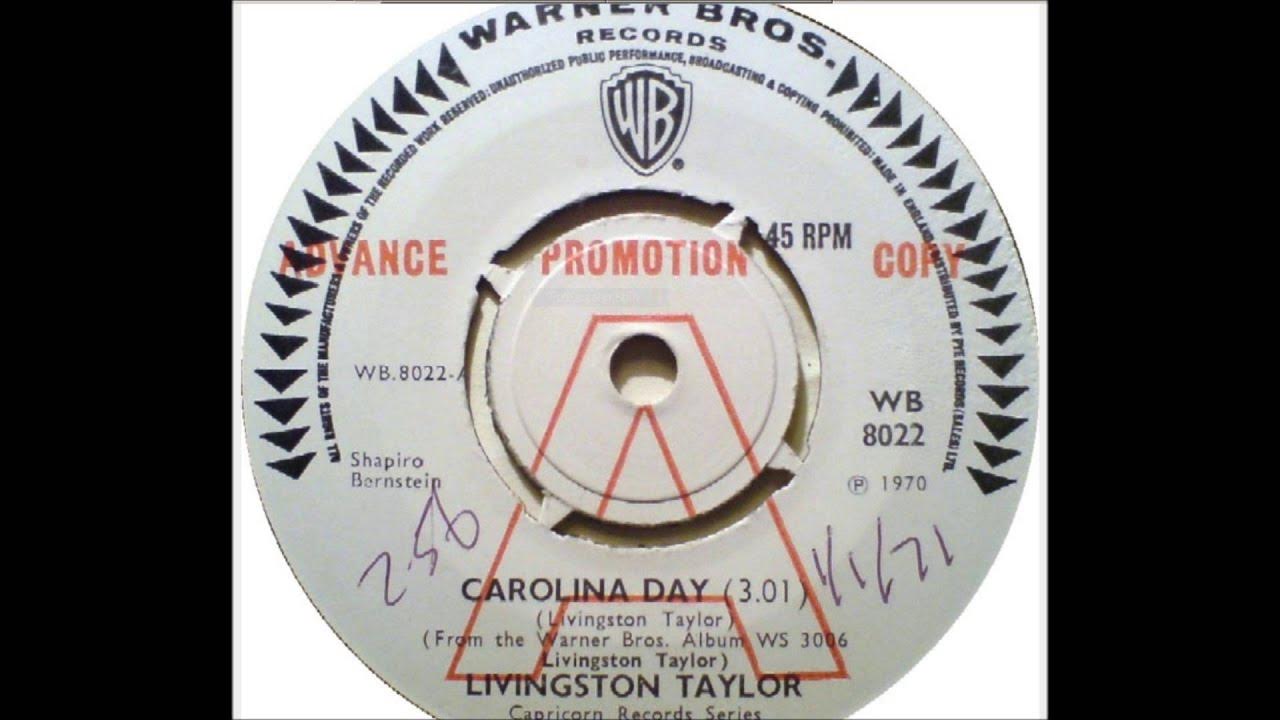 WARNER BROS.
RECORDS
ALL RIGHTS OF THE MANUFACTURERS & OWNERS OF THE RECORDED WORK RESERVED: UNAUTHORIZED PUBLIC PERFORMANCE, BROADCASTING & COPYING PROHIBITED: MADE IN ENGLAND: DISTRIBUTED BY PYE RECORDS (SALES) LTD.
WB
®
45 RPM
ADVANCE PROMOTION COPY
WB.8022-A
WB
8022
Shapiro
Bernstein
℗ 1970
A
2.58
1/1/71
CAROLINA DAY (3.01)
(Livingston Taylor)
(From the Warner Bros. Album WS 3006
Livingston Taylor)
LIVINGSTON TAYLOR
Capricorn Records Series